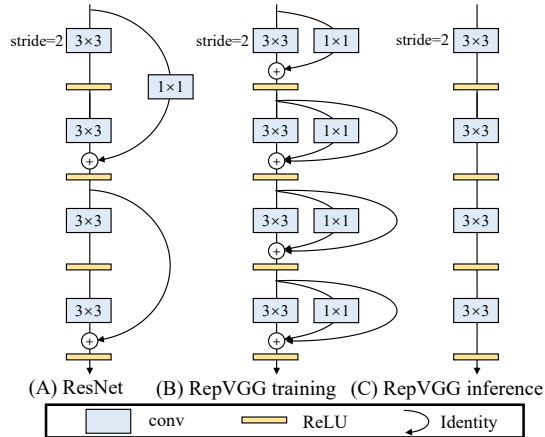 stride=2
3×3
1×1
3×3
3×3
3×3
(A) ResNet
stride=2
3×3
1×1
3×3
1×1
3×3
1×1
3×3
1×1
(B) RepVGG training
stride=2
3×3
3×3
3×3
3×3
(C) RepVGG inference
conv
ReLU
Identity